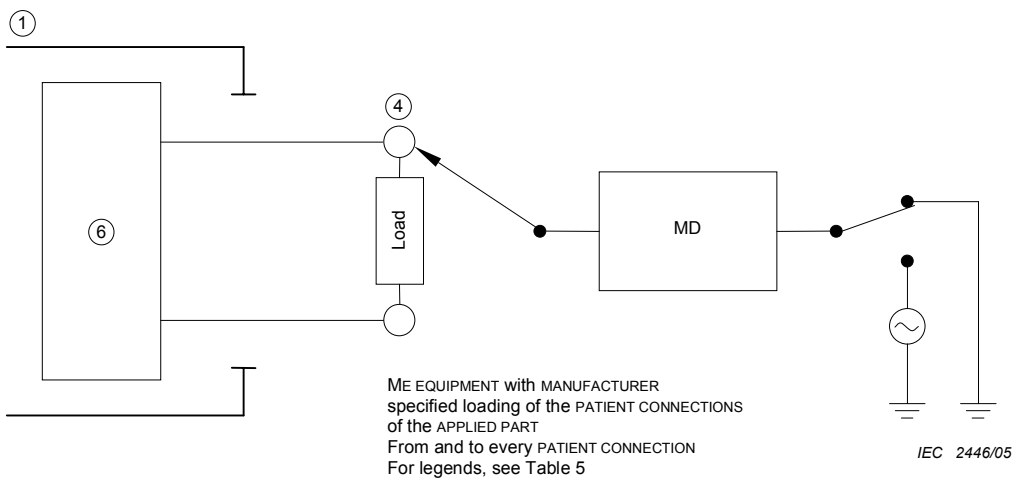 1
4
6
Load
MD
ME EQUIPMENT with MANUFACTURER
specified loading of the PATIENT CONNECTIONS
of the APPLIED PART
From and to every PATIENT CONNECTION
For legends, see Table 5
IEC 2446/05